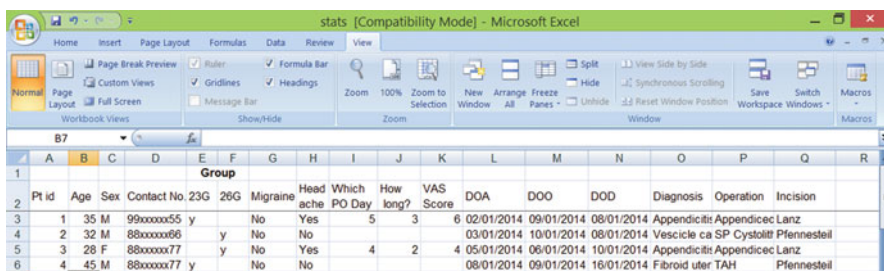 stats [Compatibility Mode] - Microsoft Excel
Home Insert Page Layout Formulas Data Review View
Normal Page Layout Page Break Preview Custom Views Full Screen
Ruler Gridlines Message Bar Formula Bar Headings
Zoom 100% Zoom to Selection
New Window Arrange All Freeze Panes Split Hide Unhide View Side by Side Synchronous Scrolling Reset Window Position Save Workspace Switch Windows Macros
Workbook Views Show/Hide Zoom Window Macros
B7 fx
A B C D E F G H I J K L M N O P Q R
1 Group
2 Pt id Age Sex Contact No. 23G 26G Migraine Head ache Which PO Day How long? VAS Score DOA DOO DOD Diagnosis Operation Incision
3 1 35 M 99xxxxxx55 y No Yes 5 3 6 02/01/2014 09/01/2014 08/01/2014 Appendicitis Appendicec Lanz
4 2 32 M 88xxxxxx66 y No No 03/01/2014 10/01/2014 08/01/2014 Vescicle ca SP Cystolith Pfennesteil
5 3 28 F 88xxxxxx77 y No Yes 4 2 4 05/01/2014 06/01/2014 10/01/2014 Appendicitis Appendicec Lanz
6 4 45 M 88xxxxxx77 y No No 08/01/2014 09/01/2014 16/01/2014 Fibroid uter TAH Pfennesteil